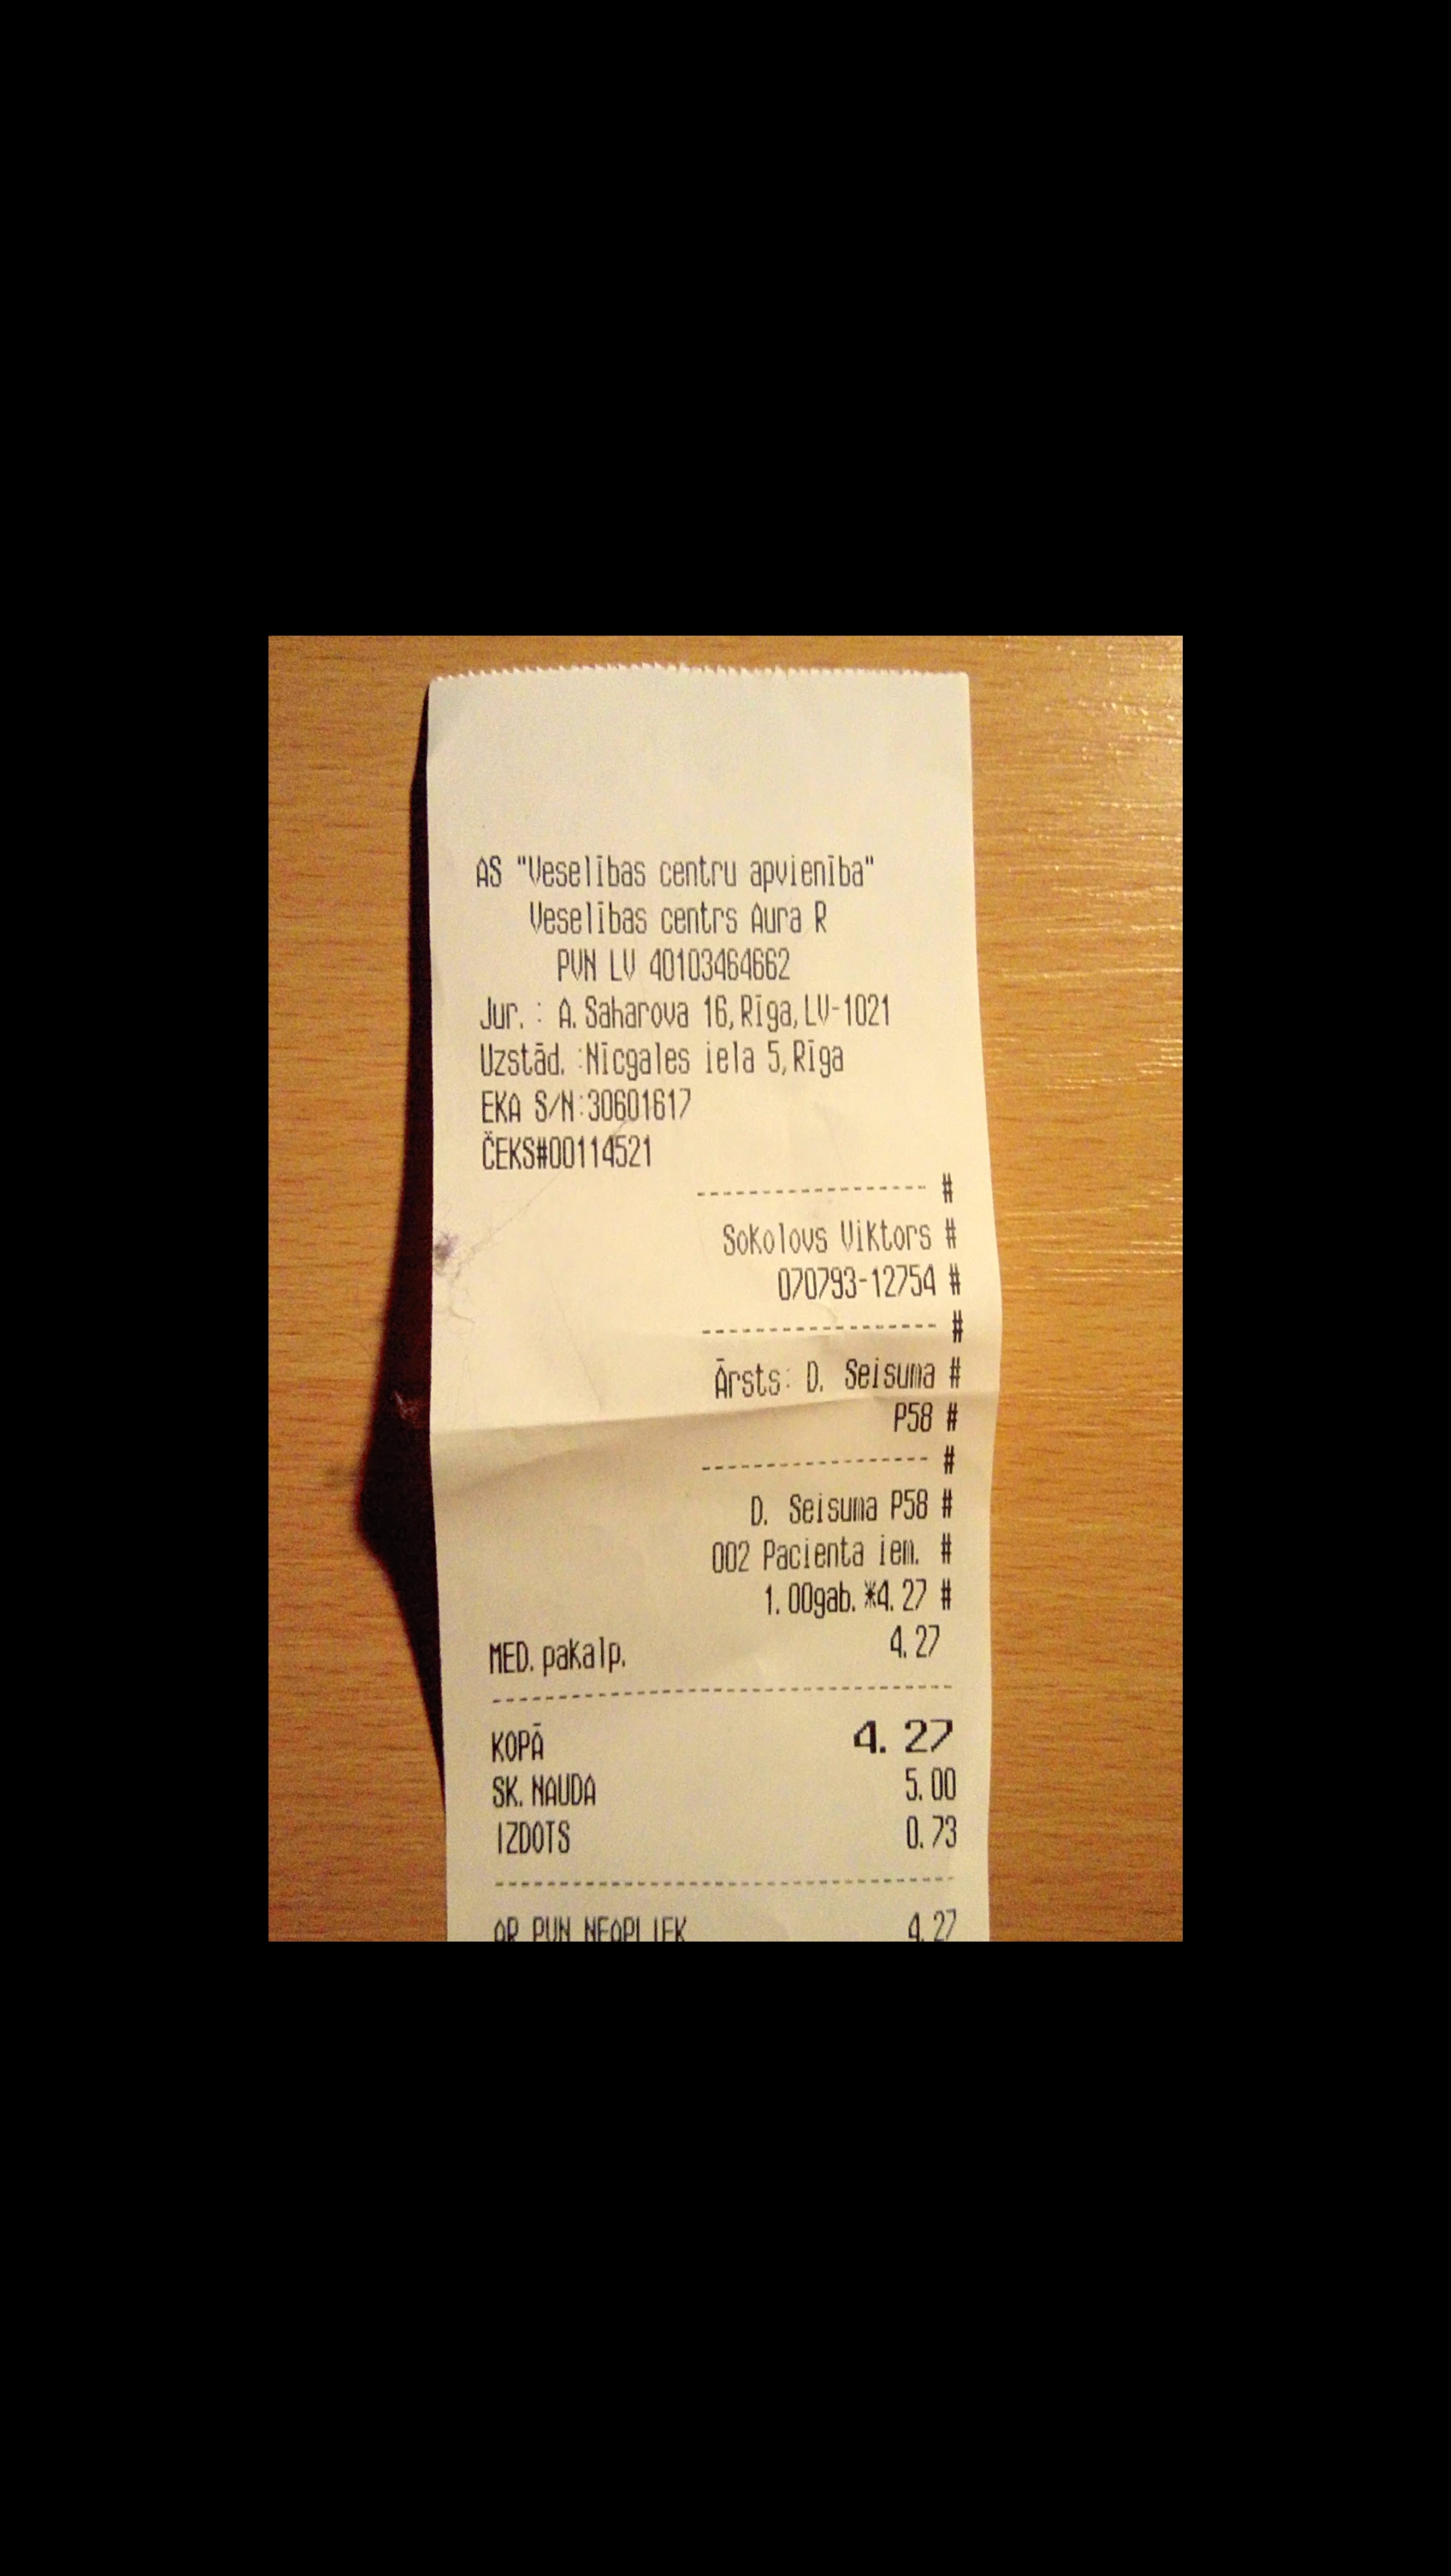 AS "Veselības centru apvienība"
Veselības centrs Aura R
PVN LV 40103464662
Jur. : A. Saharova 16, Rīga, LV-1021
Uzstād. :Nīcgales iela 5, Rīga
EKA S/N:30601617
ČEKS#00114521
----------------- #
Sokolovs Viktors #
070793-12754 #
----------------- #
Ārsts: D. Seisuma #
P58 #
----------------- #
D. Seisuma P58 #
002 Pacienta iem. #
1.00gab.*4.27 #
MED. pakalp. 4.27
-----------------------------------
KOPĀ 4.27
SK. NAUDA 5.00
IZDOTS 0.73
-----------------------------------
AR PVN NEAPLIEK 4.27